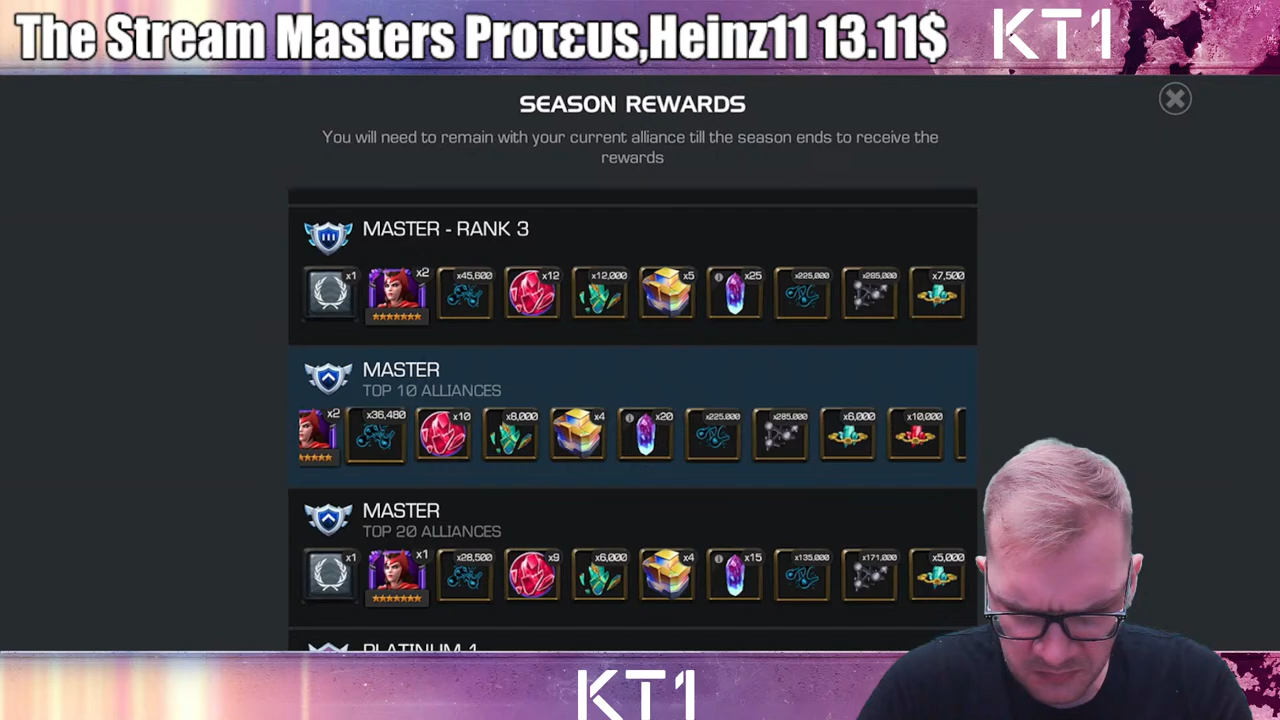 The Stream Masters Proτεus,Heinz11 13.11$
KT1
SEASON REWARDS
You will need to remain with your current alliance till the season ends to receive the
rewards
MASTER - RANK 3
x1 x2 x45,600 x12 x12,000 x5 x25 x225,000 x285,000 x7,500
MASTER
TOP 10 ALLIANCES
x2 x36,480 x10 x8,000 x4 x20 x225,000 x285,000 x6,000 x10,000
MASTER
TOP 20 ALLIANCES
x1 x1 x28,500 x9 x6,000 x4 x15 x135,000 x171,000 x5,000
PLATINUM 1
KT1